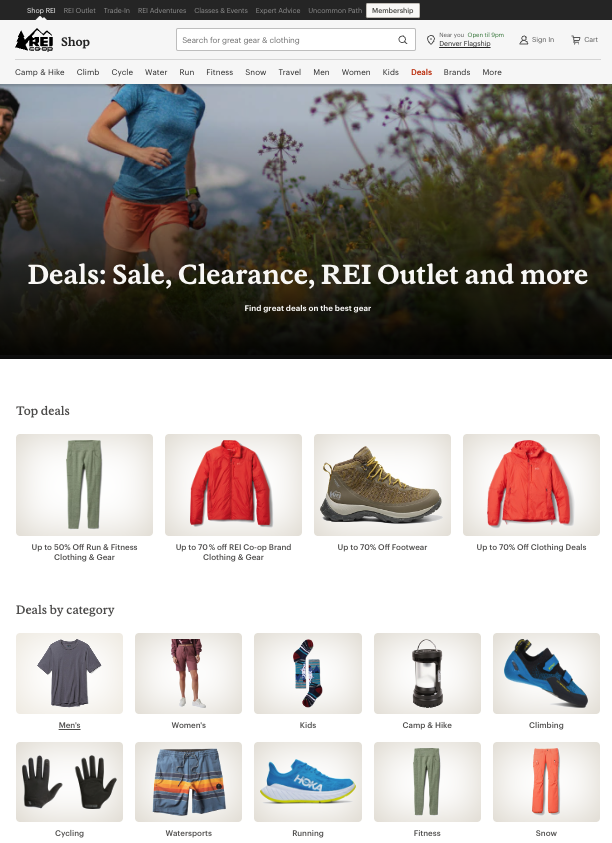 Shop REI REI Outlet Trade-In REI Adventures Classes & Events Expert Advice Uncommon Path Membership
REI
co-op
Shop
Search for great gear & clothing
Near you Open til 9pm
Denver Flagship
Sign In
Cart
Camp & Hike Climb Cycle Water Run Fitness Snow Travel Men Women Kids Deals Brands More
Deals: Sale, Clearance, REI Outlet and more
Find great deals on the best gear
Top deals
Up to 50% Off Run & Fitness
Clothing & Gear
Up to 70% off REI Co-op Brand
Clothing & Gear
Up to 70% Off Footwear
Up to 70% Off Clothing Deals
Deals by category
Men's
Women's
Kids
Camp & Hike
Climbing
HOKA
Cycling
Watersports
Running
Fitness
Snow